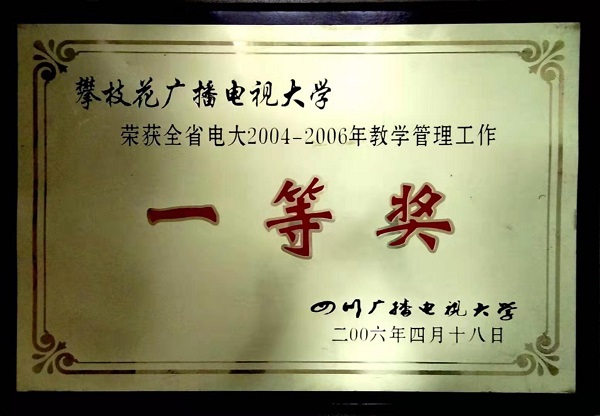 攀枝花广播电视大学
荣获全省电大2004-2006年教学管理工作
一等奖
四川广播电视大学
二00六年四月十八日